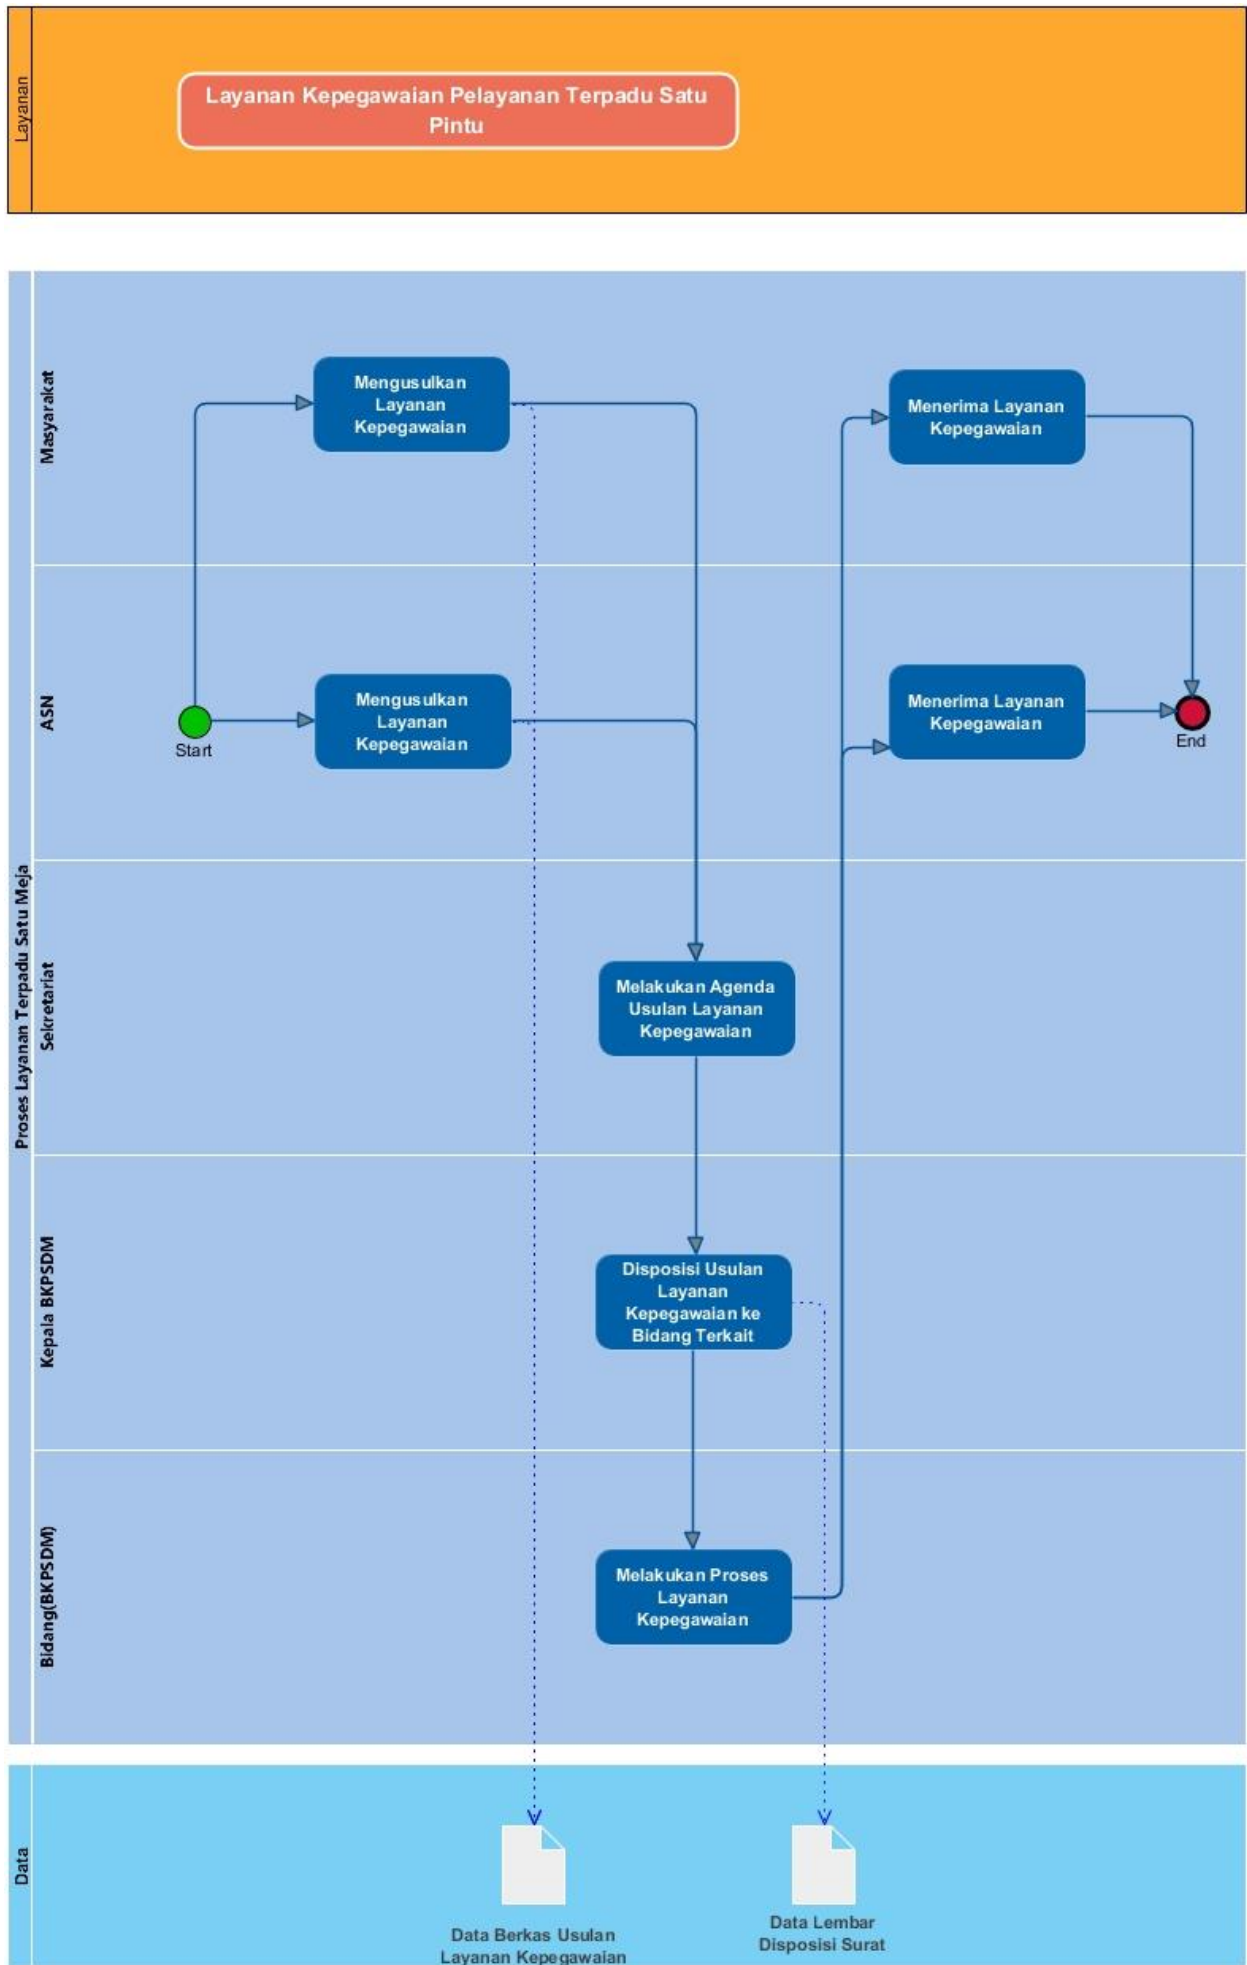 Layanan
Layanan Kepegawaian Pelayanan Terpadu Satu
Pintu
Proses Layanan Terpadu Satu Meja
Masyarakat
Mengusulkan
Layanan
Kepegawaian
Menerima Layanan
Kepegawaian
ASN
Start
Mengusulkan
Layanan
Kepegawaian
Menerima Layanan
Kepegawaian
End
Sekretariat
Melakukan Agenda
Usulan Layanan
Kepegawaian
Kepala BKPSDM
Disposisi Usulan
Layanan
Kepegawaian ke
Bidang Terkait
Bidang(BKPSDM)
Melakukan Proses
Layanan
Kepegawaian
Data
Data Berkas Usulan
Layanan Kepegawaian
Data Lembar
Disposisi Surat